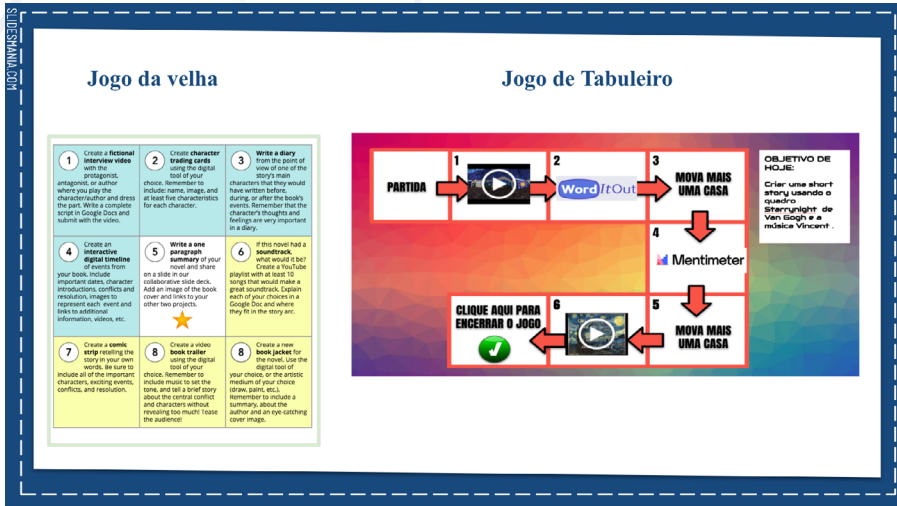 SLIDESMANIA.COM
Jogo da velha
Jogo de Tabuleiro
1
Create a fictional
interview video
with the
protagonist,
antagonist, or author
where you play the
character/author and dress
the part. Write a complete
script in Google Docs and
submit with the video.
2
Create character
trading cards
using the digital
tool of your
choice. Remember to
include: name, image, and
at least five characteristics
for each character.
3
Write a diary
from the point of
view of one of the
story's main
characters that they would
have written before,
during, or after the book's
events. Remember that the
character's thoughts and
feelings are very important
in a diary.
4
Create an
interactive
digital timeline
of events from
your book. Include
important dates, character
introductions. conflicts and
resolution, images to
represent each event and
links to additional
information, videos, etc.
5
Write a one
paragraph
summary of your
novel and share
on a slide in our
collaborative slide deck.
Add an image of the book
cover and links to your
other two projects.
6
If this novel had a
soundtrack,
what would it be?
Create a YouTube
playlist with at least 10
songs that would make a
great soundtrack. Explain
each of your choices in a
Google Doc and where
they fit in the story arc.
7
Create a comic
strip retelling the
story in your own
words. Be sure to
include all of the important
characters, exciting events,
conflicts, and resolution.
8
Create a video
book trailer
using the digital
tool of your
choice. Remember to
include music to set the
tone, and tell a brief story
about the central conflict
and characters without
revealing too much! Tease
the audience!
8
Create a new
book jacket for
the novel. Use the
digital tool of
your choice, or the artistic
medium of your choice
(draw, paint, etc.).
Remember to include a
summary, about the
author and an eye-catching
cover image.
PARTIDA
1
2
WordItOut
3
MOVA MAIS
UMA CASA
4
Mentimeter
5
MOVA MAIS
UMA CASA
6
CLIQUE AQUI PARA
ENCERRAR O JOGO
OBJETIVO DE
HOJE:
Criar uma short
story usando o
quadro
Starrynight de
Van Gogh e a
música Vincent .